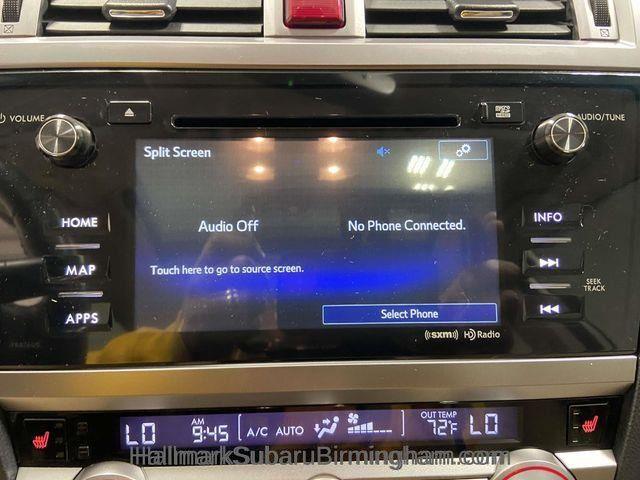 VOLUME
microSD
AUDIO/TUNE
Split Screen
Audio Off
No Phone Connected.
Touch here to go to source screen.
Select Phone
HOME
MAP
APPS
INFO
SEEK
TRACK
((sxm)) HD Radio
LO
AM
9:45
A/C AUTO
OUT TEMP
72°F
LO
HallmarkSubaruBirmingham.com